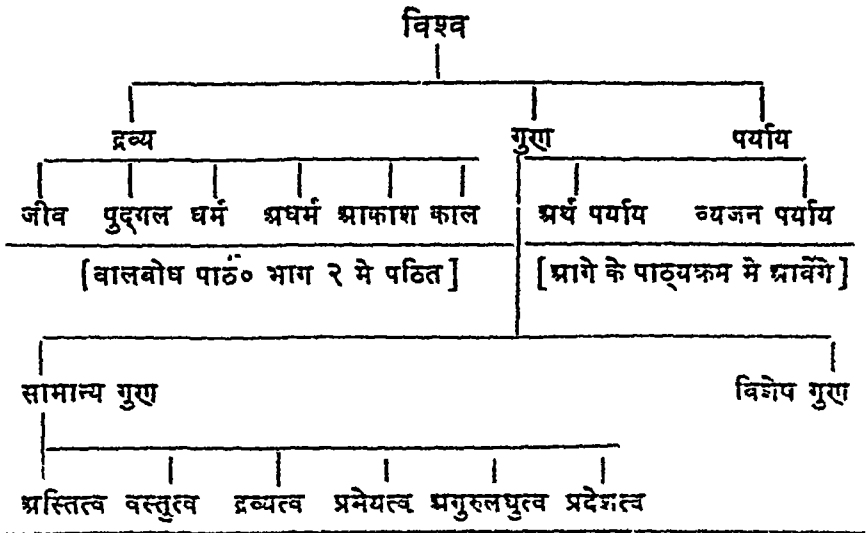 विश्व
द्रव्य गुण पर्याय
जीव पुद्गल धर्म अधर्म आकाश काल अर्थ पर्याय व्यजन पर्याय
[वालबोध पाठ० भाग २ मे पठित] [आगे के पाठ्यक्रम मे आवेंगे]
सामान्य गुण विशेप गुण
अस्तित्व वस्तुत्व द्रव्यत्व प्रमेयत्व अगुरुलघुत्व प्रदेशत्व